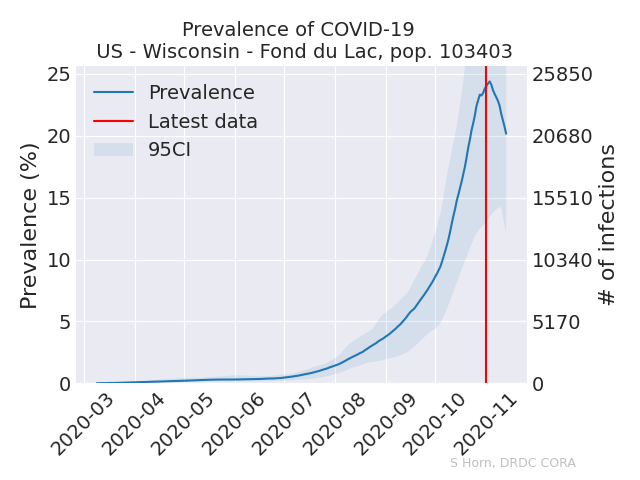 Prevalence of COVID-19
US - Wisconsin - Fond du Lac, pop. 103403
Prevalence
Latest data
95CI
Prevalence (%)
25
20
15
10
5
0
# of infections
25850
20680
15510
10340
5170
0
2020-03
2020-04
2020-05
2020-06
2020-07
2020-08
2020-09
2020-10
2020-11
S Horn, DRDC CORA